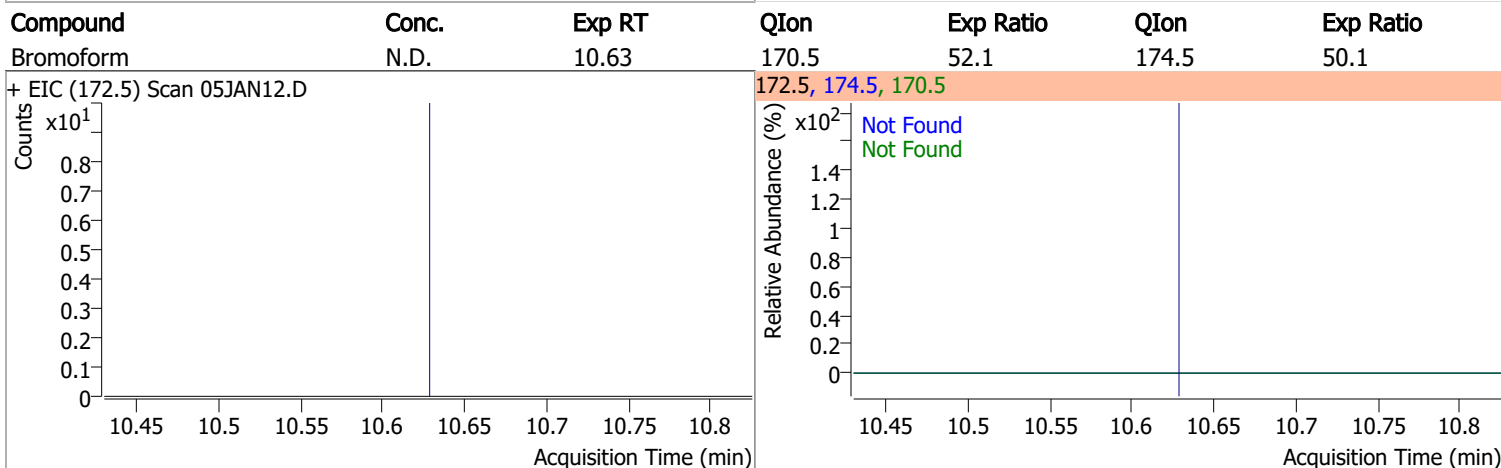 Compound Conc. Exp RT QIon Exp Ratio QIon Exp Ratio
Bromoform N.D. 10.63 170.5 52.1 174.5 50.1
+ EIC (172.5) Scan 05JAN12.D
Counts
x10¹
0.8
0.7
0.6
0.5
0.4
0.3
0.2
0.1
0
10.45 10.5 10.55 10.6 10.65 10.7 10.75 10.8
Acquisition Time (min)
172.5, 174.5, 170.5
Relative Abundance (%)
x10²
Not Found
Not Found
1.4
1.2
1
0.8
0.6
0.4
0.2
0
10.45 10.5 10.55 10.6 10.65 10.7 10.75 10.8
Acquisition Time (min)